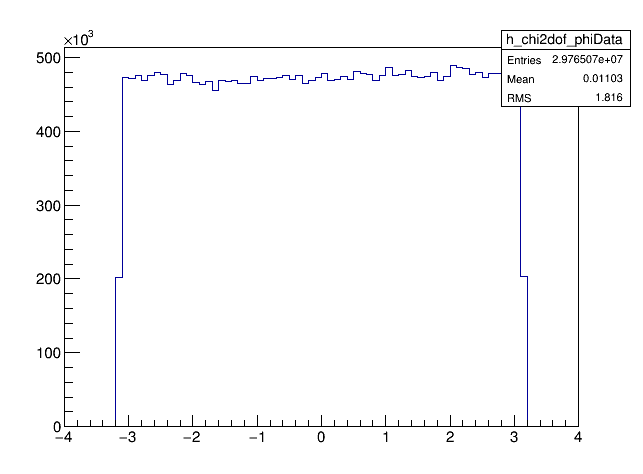 ×10³
h_chi2dof_phiData
Entries 2.976507e+07
Mean 0.01103
RMS 1.816
500
400
300
200
100
0
−4 −3 −2 −1 0 1 2 3 4